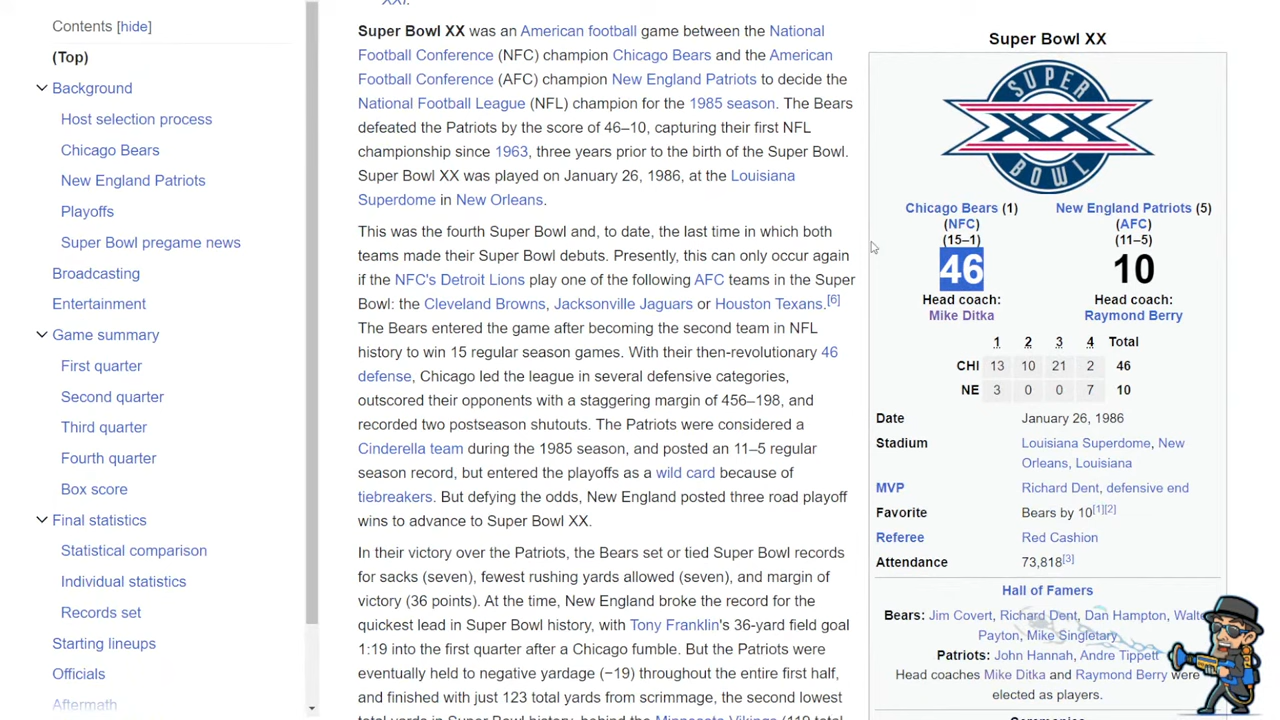 Contents [hide]
(Top)
Background
Host selection process
Chicago Bears
New England Patriots
Playoffs
Super Bowl pregame news
Broadcasting
Entertainment
Game summary
First quarter
Second quarter
Third quarter
Fourth quarter
Box score
Final statistics
Statistical comparison
Individual statistics
Records set
Starting lineups
Officials
Aftermath
XXI.
Super Bowl XX was an American football game between the National
Football Conference (NFC) champion Chicago Bears and the American
Football Conference (AFC) champion New England Patriots to decide the
National Football League (NFL) champion for the 1985 season. The Bears
defeated the Patriots by the score of 46–10, capturing their first NFL
championship since 1963, three years prior to the birth of the Super Bowl.
Super Bowl XX was played on January 26, 1986, at the Louisiana
Superdome in New Orleans.
This was the fourth Super Bowl and, to date, the last time in which both
teams made their Super Bowl debuts. Presently, this can only occur again
if the NFC's Detroit Lions play one of the following AFC teams in the Super
Bowl: the Cleveland Browns, Jacksonville Jaguars or Houston Texans.[6]
The Bears entered the game after becoming the second team in NFL
history to win 15 regular season games. With their then-revolutionary 46
defense, Chicago led the league in several defensive categories,
outscored their opponents with a staggering margin of 456–198, and
recorded two postseason shutouts. The Patriots were considered a
Cinderella team during the 1985 season, and posted an 11–5 regular
season record, but entered the playoffs as a wild card because of
tiebreakers. But defying the odds, New England posted three road playoff
wins to advance to Super Bowl XX.
In their victory over the Patriots, the Bears set or tied Super Bowl records
for sacks (seven), fewest rushing yards allowed (seven), and margin of
victory (36 points). At the time, New England broke the record for the
quickest lead in Super Bowl history, with Tony Franklin's 36-yard field goal
1:19 into the first quarter after a Chicago fumble. But the Patriots were
eventually held to negative yardage (−19) throughout the entire first half,
and finished with just 123 total yards from scrimmage, the second lowest
total yards in Super Bowl history, behind the Minnesota Vikings (119 total
Super Bowl XX
SUPER
XX
BOWL
Chicago Bears (1) New England Patriots (5)
(NFC) (AFC)
(15–1) (11–5)
46 10
Head coach: Head coach:
Mike Ditka Raymond Berry
1 2 3 4 Total
CHI 13 10 21 2 46
NE 3 0 0 7 10
Date January 26, 1986
Stadium Louisiana Superdome, New
Orleans, Louisiana
MVP Richard Dent, defensive end
Favorite Bears by 10[1][2]
Referee Red Cashion
Attendance 73,818[3]
Hall of Famers
Bears: Jim Covert, Richard Dent, Dan Hampton, Walte
Payton, Mike Singletary
Patriots: John Hannah, Andre Tippett
Head coaches Mike Ditka and Raymond Berry were
elected as players.
Ceremonies